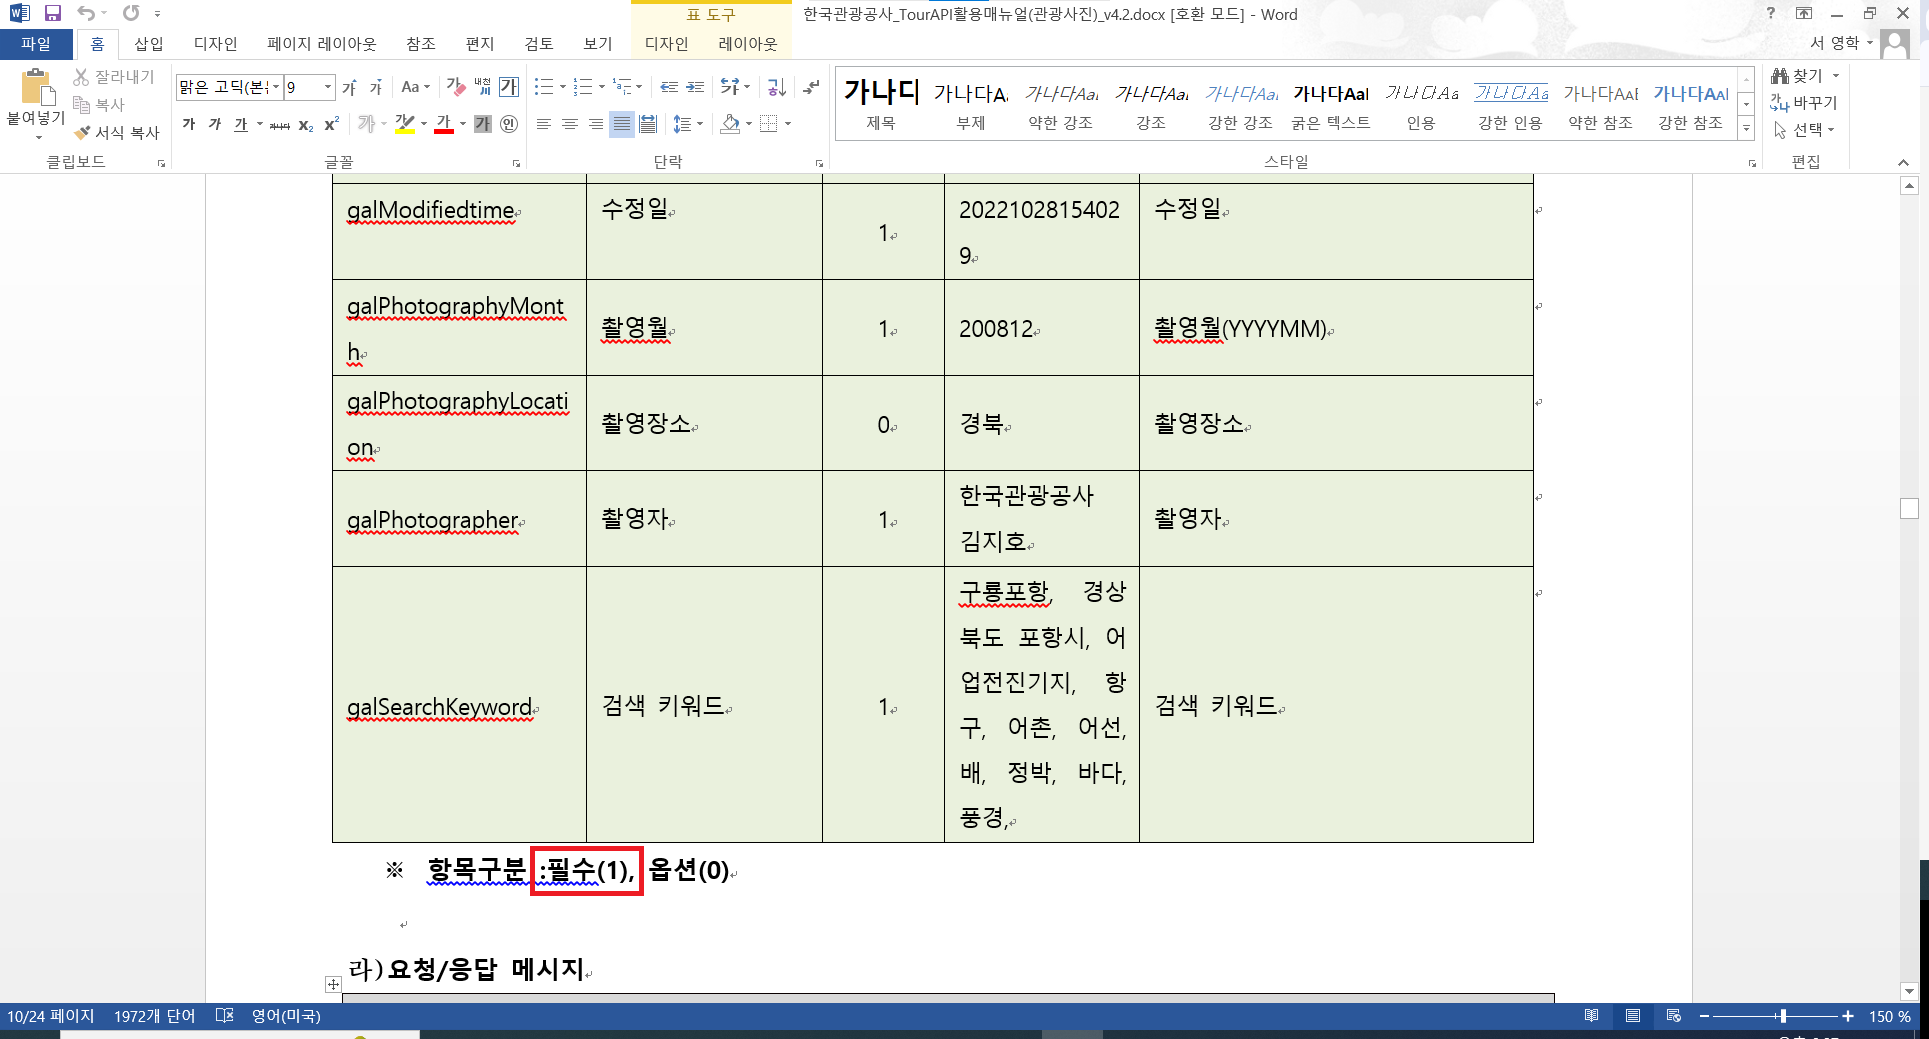 한국관광공사_TourAPI활용매뉴얼(관광사진)_v4.2.docx [호환 모드] - Word
표 도구
파일 홈 삽입 디자인 페이지 레이아웃 참조 편지 검토 보기 디자인 레이아웃
서 영학
붙여넣기
잘라내기
복사
서식 복사
클립보드
맑은 고딕(본 9
글꼴
단락
가나디 가나다A 가나다Aai 가나다Aai 가나다Aai 가나다Aai 가나다Aa 가나다Aa 가나다AaB 가나다AaB
제목 부제 약한 강조 강조 강한 강조 굵은 텍스트 인용 강한 인용 약한 참조 강한 참조
스타일
찾기
바꾸기
선택
편집
galModifiedtime 수정일 1 20221028154029 수정일
galPhotographyMonth 촬영월 1 200812 촬영월(YYYYMM)
galPhotographyLocation 촬영장소 0 경북 촬영장소
galPhotographer 촬영자 1 한국관광공사 김지호 촬영자
galSearchKeyword 검색 키워드 1 구룡포항, 경상북도 포항시, 어업전진기지, 항구, 어촌, 어선, 배, 정박, 바다, 풍경, 검색 키워드
※ 항목구분 :필수(1), 옵션(0)
라)요청/응답 메시지
10/24 페이지 1972개 단어 영어(미국) 150 %